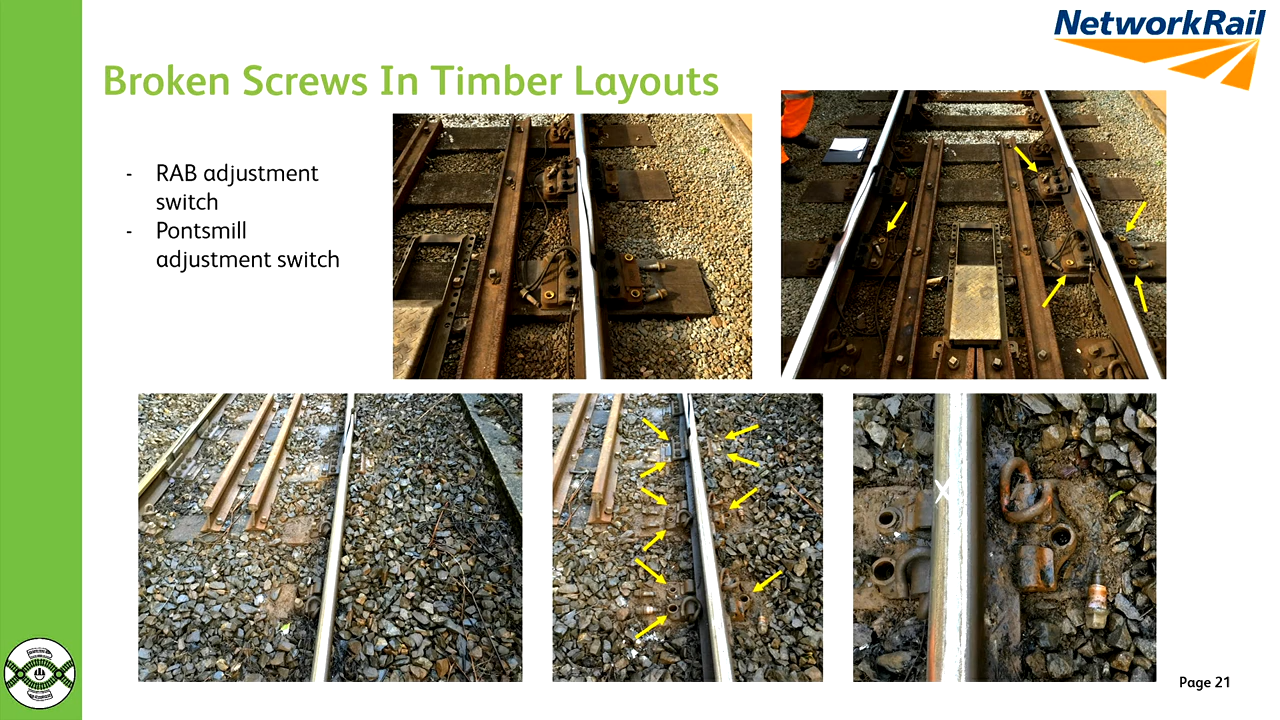 NetworkRail
Broken Screws In Timber Layouts
- RAB adjustment
switch
- Pontsmill
adjustment switch
X
Page 21